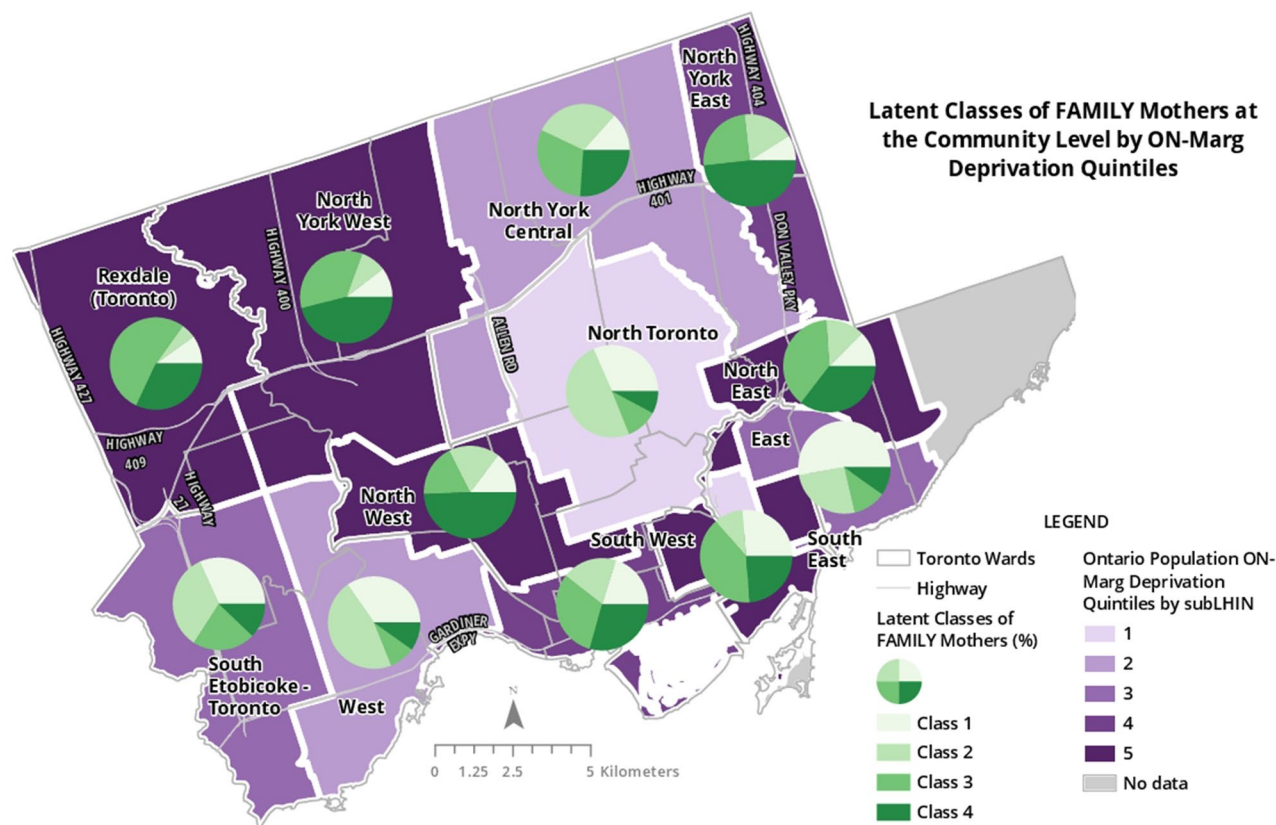 Latent Classes of FAMILY Mothers at
the Community Level by ON-Marg
Deprivation Quintiles
North
York
East
HIGHWAY 404
North York
Central
HIGHWAY
401
North
York West
HIGHWAY 400
Rexdale
(Toronto)
HIGHWAY 427
HIGHWAY
409
HIGHWAY
27
ALLEN RD
DON VALLEY PKY
North Toronto
North
East
East
North
West
South West
South
East
South
Etobicoke -
Toronto
West
GARDINER
EXPY
N
0 1.25 2.5 5 Kilometers
LEGEND
Toronto Wards
Highway
Latent Classes of
FAMILY Mothers (%)
Class 1
Class 2
Class 3
Class 4
Ontario Population ON-
Marg Deprivation
Quintiles by subLHIN
1
2
3
4
5
No data